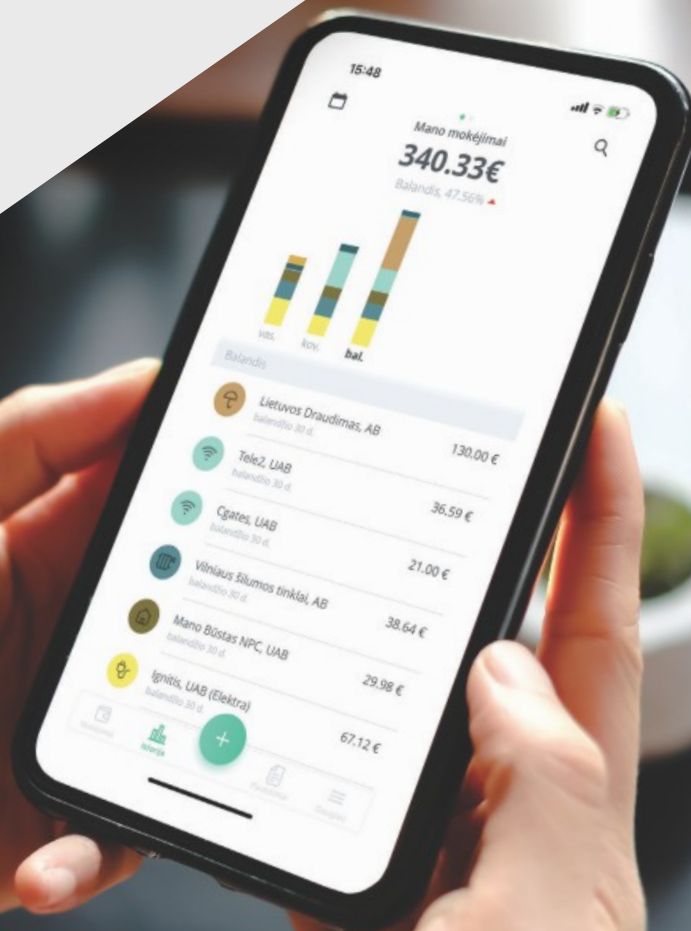 15:48
Mano mokėjimai
340.33€
Balandis, 47.56%
vas.
kov.
bal.
Balandis
Lietuvos Draudimas, AB
balandžio 30 d.
130.00 €
Tele2, UAB
balandžio 30 d.
36.59 €
Cgates, UAB
balandžio 30 d.
21.00 €
Vilniaus šilumos tinklai, AB
balandžio 30 d.
38.64 €
Mano Būstas NPC, UAB
balandžio 30 d.
29.98 €
Ignitis, UAB (Elektra)
balandžio 30 d.
67.12 €
Istorija